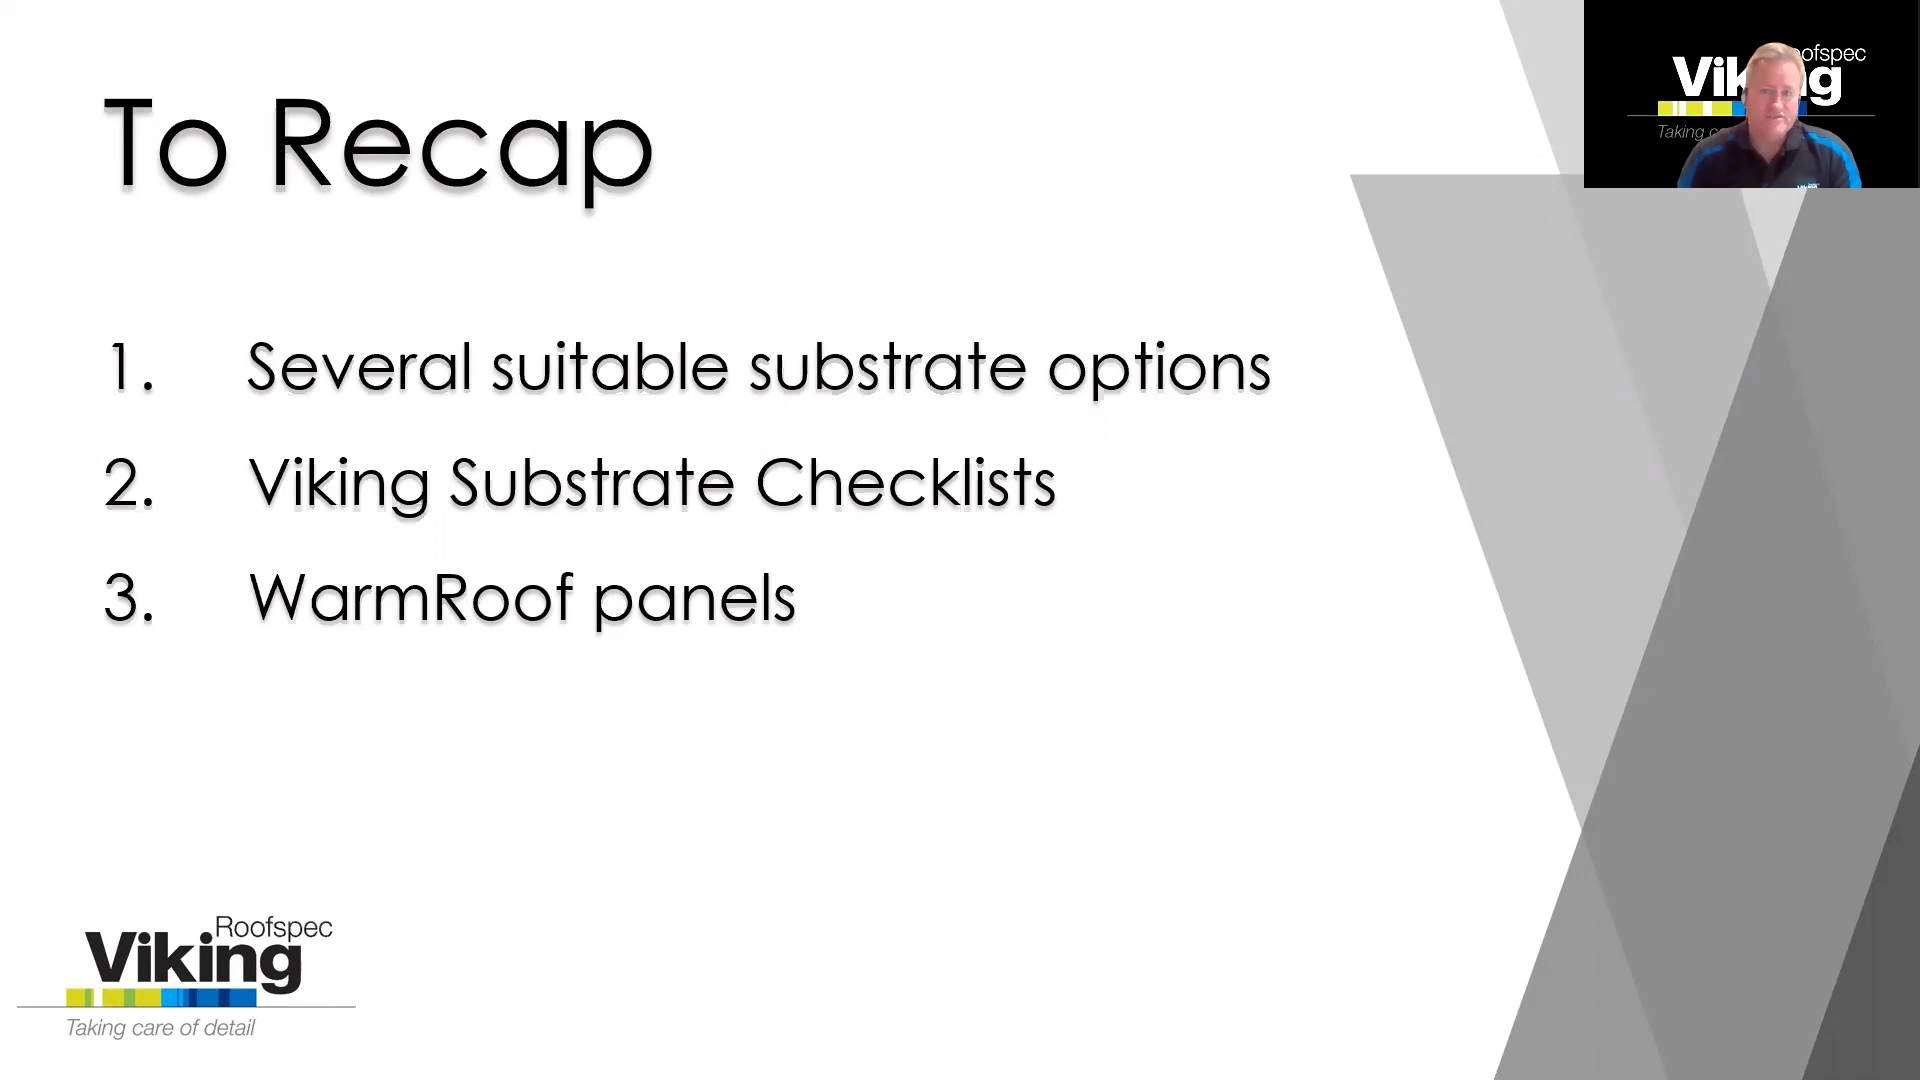 To Recap
1. Several suitable substrate options
2. Viking Substrate Checklists
3. WarmRoof panels
Roofspec
Viking
Taking care of detail
Taking